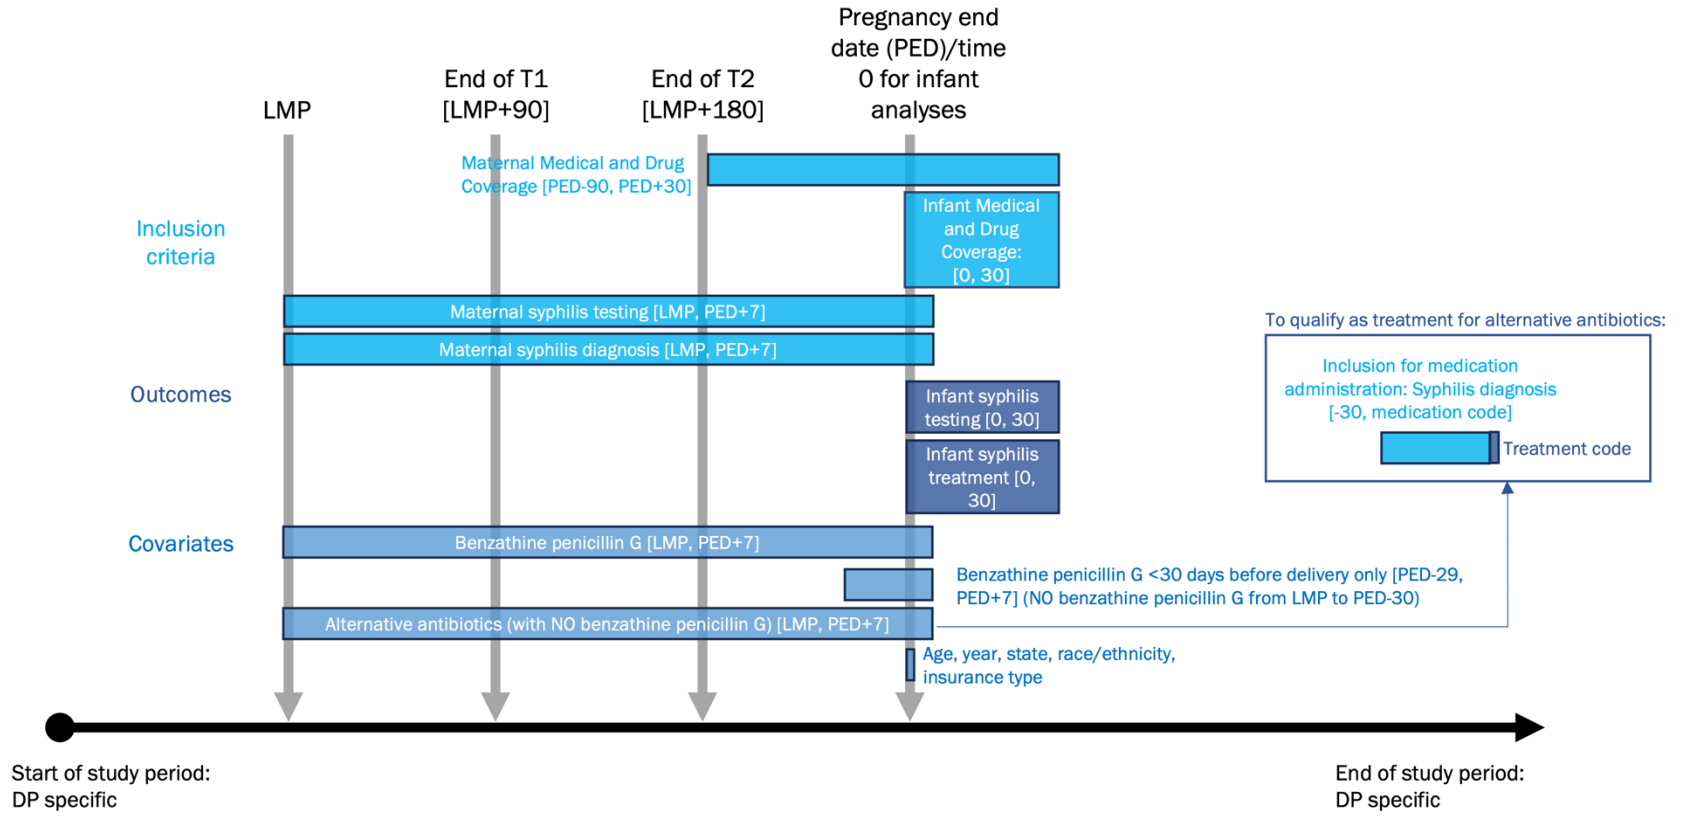 Pregnancy end
date (PED)/time
0 for infant
analyses
End of T1
[LMP+90]
End of T2
[LMP+180]
LMP
Maternal Medical and Drug
Coverage [PED-90, PED+30]
Inclusion
criteria
Infant Medical
and Drug
Coverage:
[0, 30]
Maternal syphilis testing [LMP, PED+7]
Maternal syphilis diagnosis [LMP, PED+7]
Outcomes
Infant syphilis
testing [0, 30]
Infant syphilis
treatment [0,
30]
To qualify as treatment for alternative antibiotics:
Inclusion for medication
administration: Syphilis diagnosis
[-30, medication code]
Treatment code
Covariates
Benzathine penicillin G [LMP, PED+7]
Benzathine penicillin G <30 days before delivery only [PED-29,
PED+7] (NO benzathine penicillin G from LMP to PED-30)
Alternative antibiotics (with NO benzathine penicillin G) [LMP, PED+7]
Age, year, state, race/ethnicity,
insurance type
Start of study period:
DP specific
End of study period:
DP specific